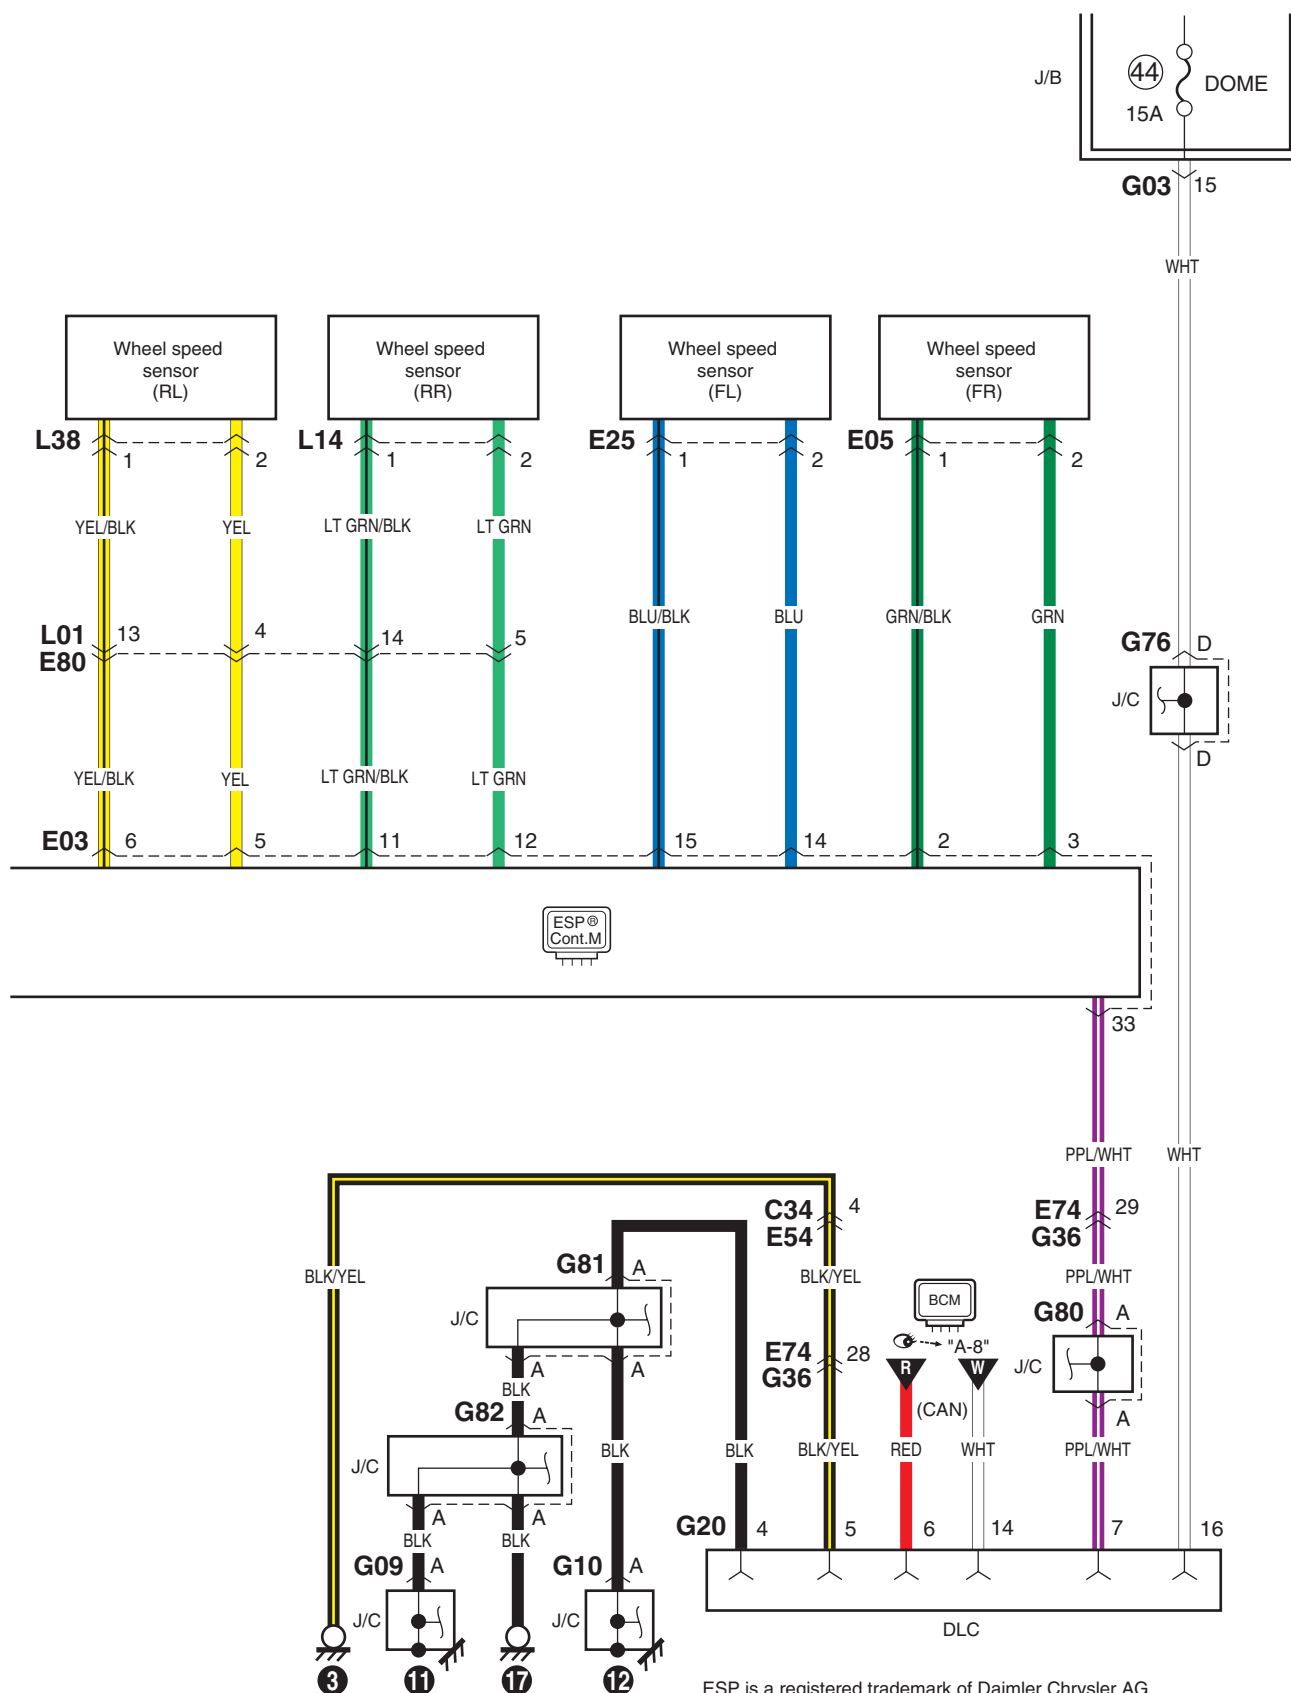 J/B
44
DOME
15A
G03 15
WHT
Wheel speed
sensor
(RL)
Wheel speed
sensor
(RR)
Wheel speed
sensor
(FL)
Wheel speed
sensor
(FR)
L38 1 2
L14 1 2
E25 1 2
E05 1 2
YEL/BLK YEL LT GRN/BLK LT GRN
BLU/BLK BLU GRN/BLK GRN
L01 13 4 14 5
E80
G76 D
J/C
D
YEL/BLK YEL LT GRN/BLK LT GRN
E03 6 5 11 12 15 14 2 3
ESP®
Cont.M
33
PPL/WHT WHT
C34 4
E54
E74 29
G36
G81 A
BLK/YEL BLK/YEL PPL/WHT
BCM
G80 A
J/C
"A-8"
E74 28
G36
R W
J/C
A A
BLK
(CAN)
A
G82 A
BLK BLK BLK/YEL RED WHT PPL/WHT
J/C
A A
G20 4 5 6 14 7 16
BLK BLK
G09 A
G10 A
J/C J/C
DLC
3 11 17 12
ESP is a registered trademark of Daimler Chrysler AG